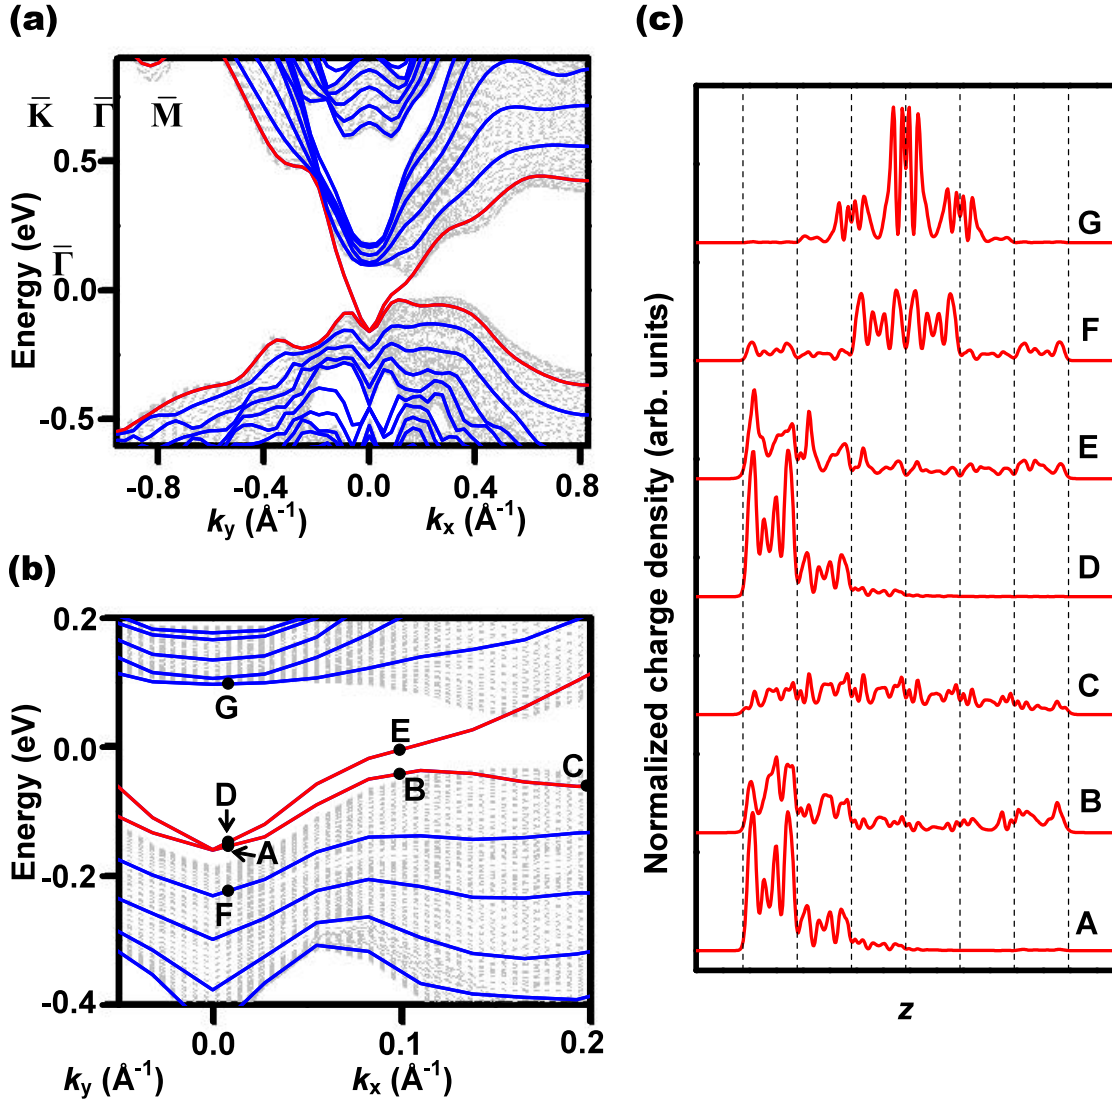 (a)
K̄ Γ̄ M̄
0.5
Γ̄
0.0
-0.5
Energy (eV)
-0.8 -0.4 0.0 0.4 0.8
ky (Å-1) kx (Å-1)
(b)
0.2
0.0
-0.2
-0.4
Energy (eV)
G
E
C
B
D
A
F
0.0 0.1 0.2
ky (Å-1) kx (Å-1)
(c)
Normalized charge density (arb. units)
G
F
E
D
C
B
A
z